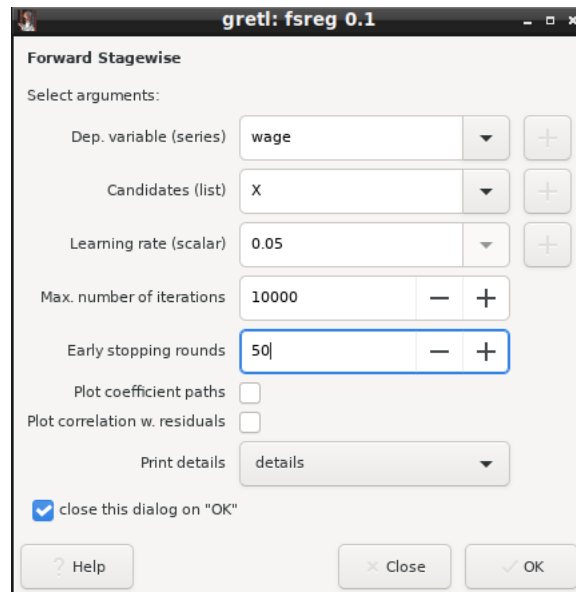 gretl: fsreg 0.1
Forward Stagewise
Select arguments:
Dep. variable (series) wage
Candidates (list) X
Learning rate (scalar) 0.05
Max. number of iterations 10000
Early stopping rounds 50
Plot coefficient paths
Plot correlation w. residuals
Print details details
close this dialog on "OK"
Help Close OK